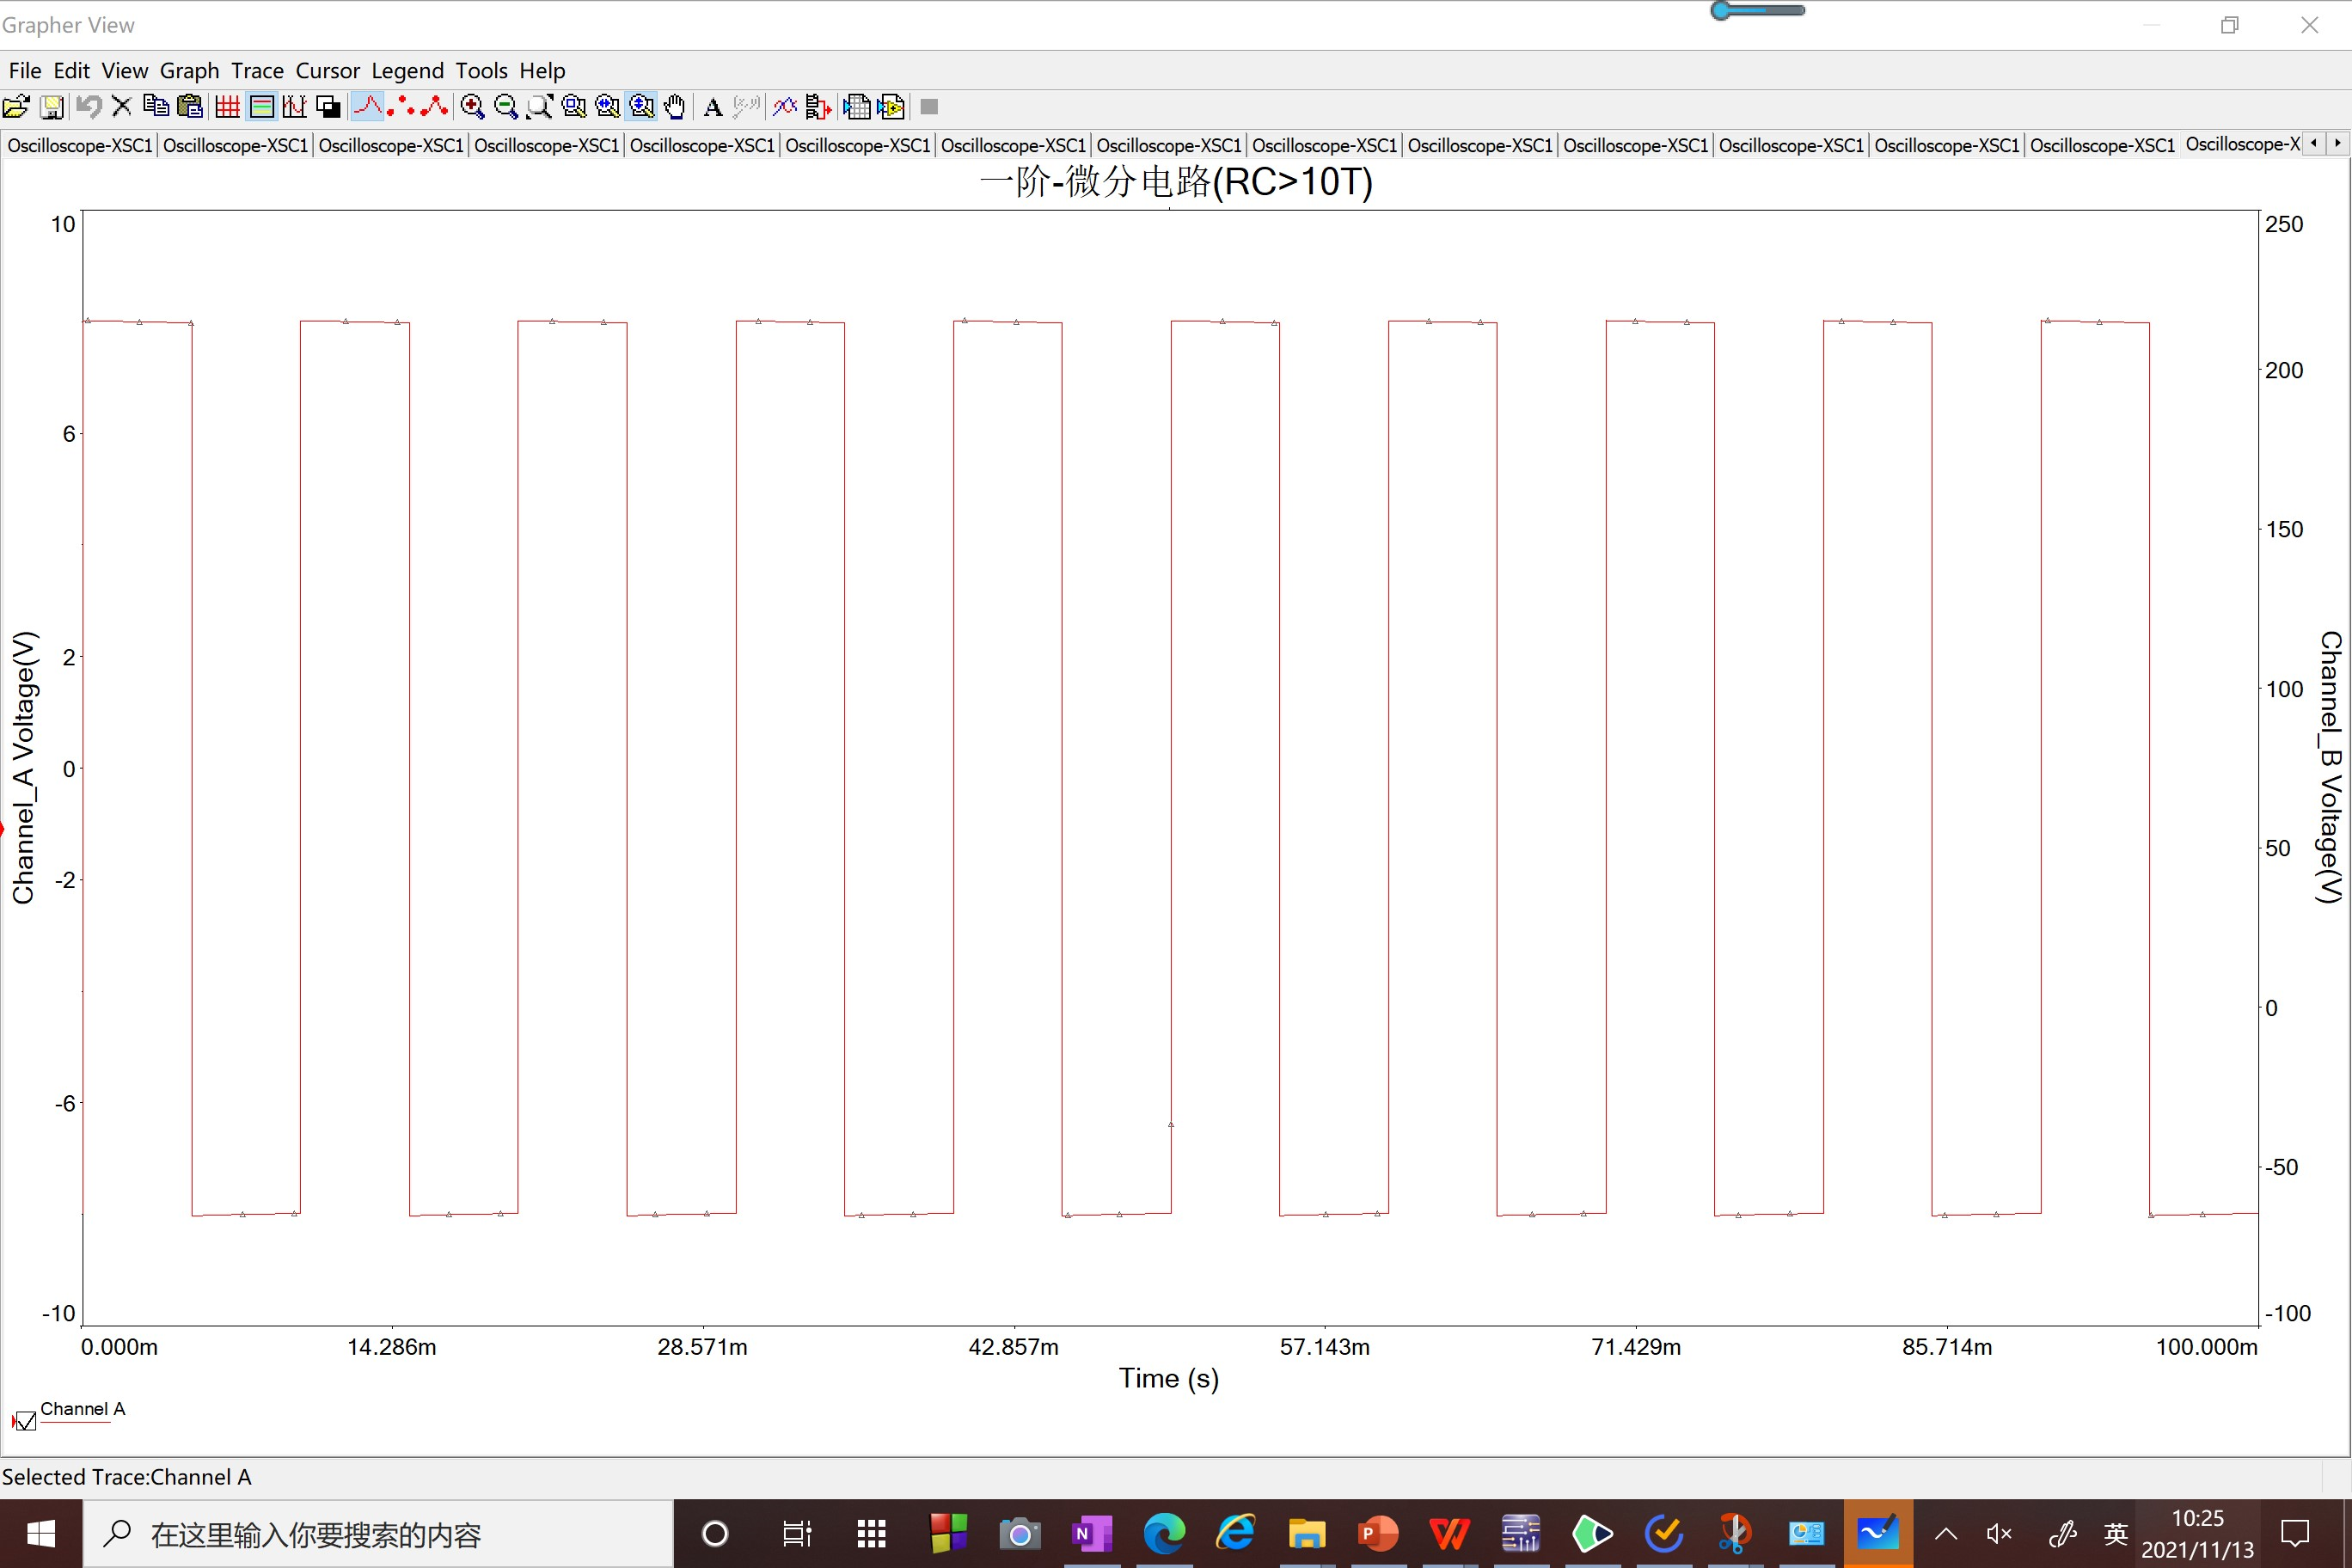 Grapher View
File Edit View Graph Trace Cursor Legend Tools Help
Oscilloscope-XSC1 Oscilloscope-XSC1 Oscilloscope-XSC1 Oscilloscope-XSC1 Oscilloscope-XSC1 Oscilloscope-XSC1 Oscilloscope-XSC1 Oscilloscope-XSC1 Oscilloscope-XSC1 Oscilloscope-XSC1 Oscilloscope-XSC1 Oscilloscope-XSC1 Oscilloscope-XSC1 Oscilloscope-XSC1 Oscilloscope-X
一阶-微分电路(RC>10T)
Channel_A Voltage(V)
10
6
2
0
-2
-6
-10
250
200
150
100
50
0
-50
-100
Channel_B Voltage(V)
0.000m 14.286m 28.571m 42.857m 57.143m 71.429m 85.714m 100.000m
Time (s)
Channel A
Selected Trace:Channel A
在这里输入你要搜索的内容
英
10:25
2021/11/13